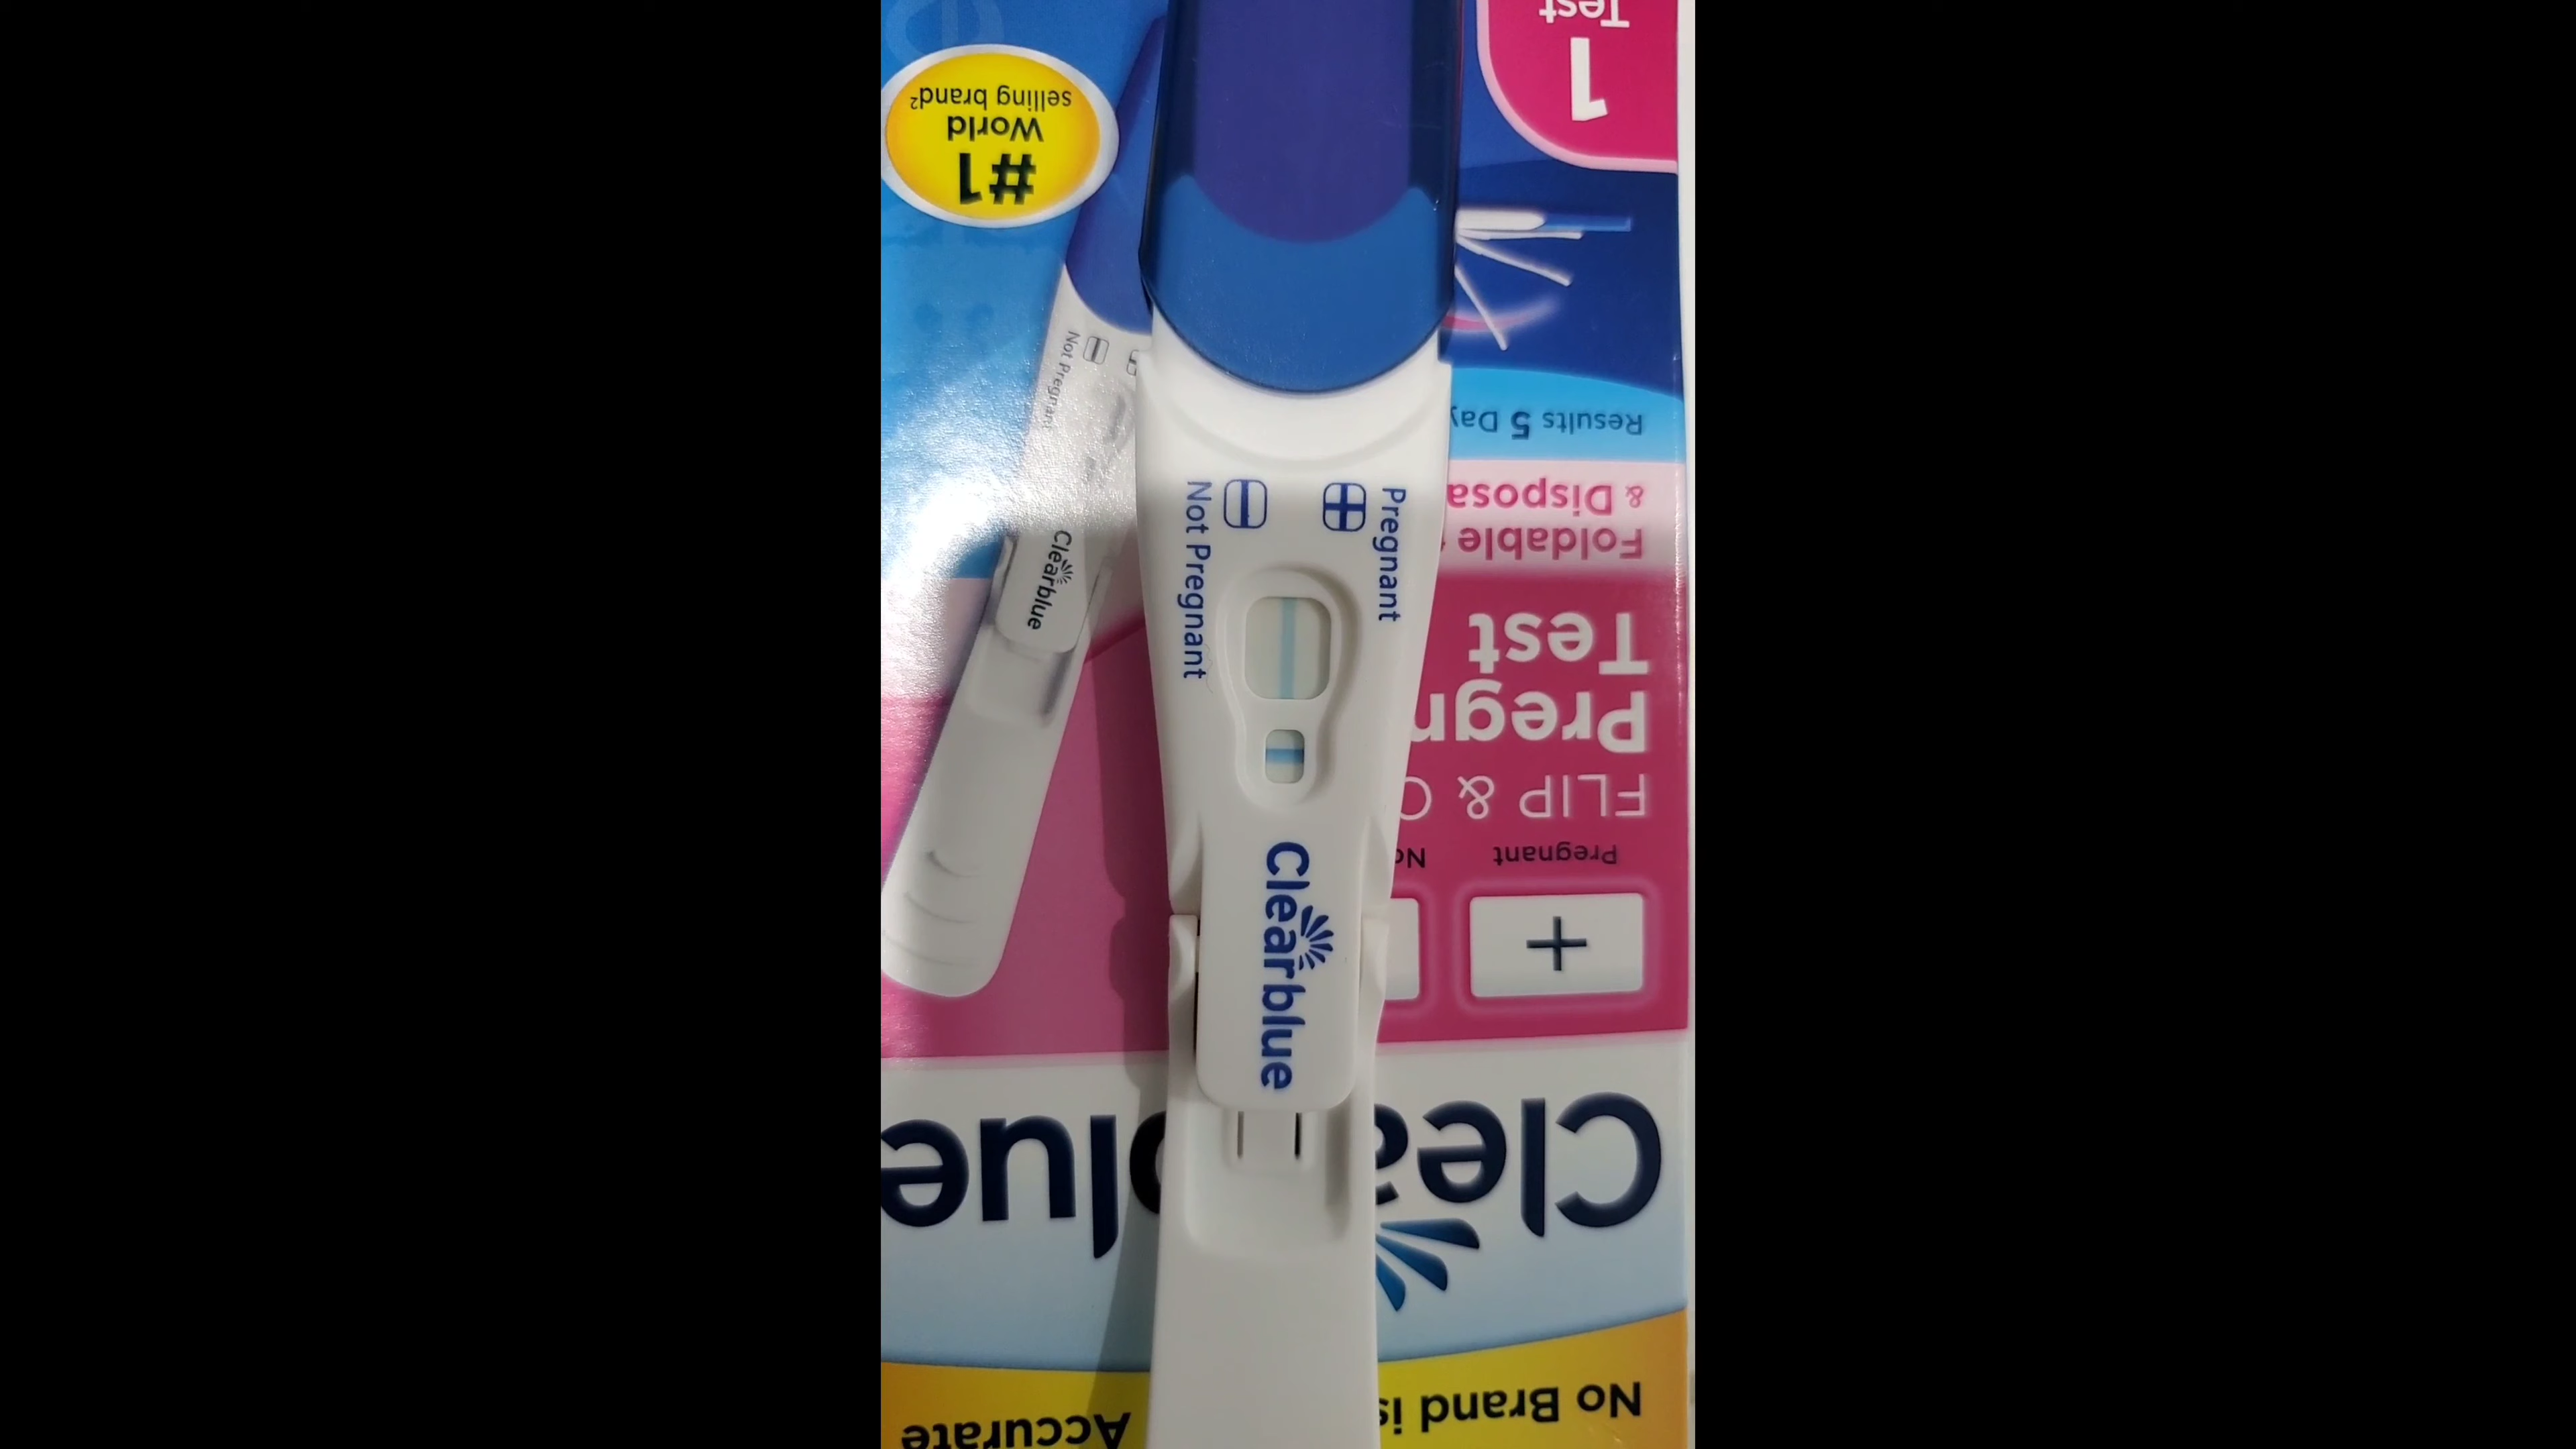 Clearblue
Pregnant
Not Pregnant
No Brand is
Accurate
Clea
lue
Pregnant
No
FLIP & C
Pregn
Test
Foldable
& Disposa
Results 5 Day
1
Test
#1
World
selling brand²
Clearblue
Not Pregnant